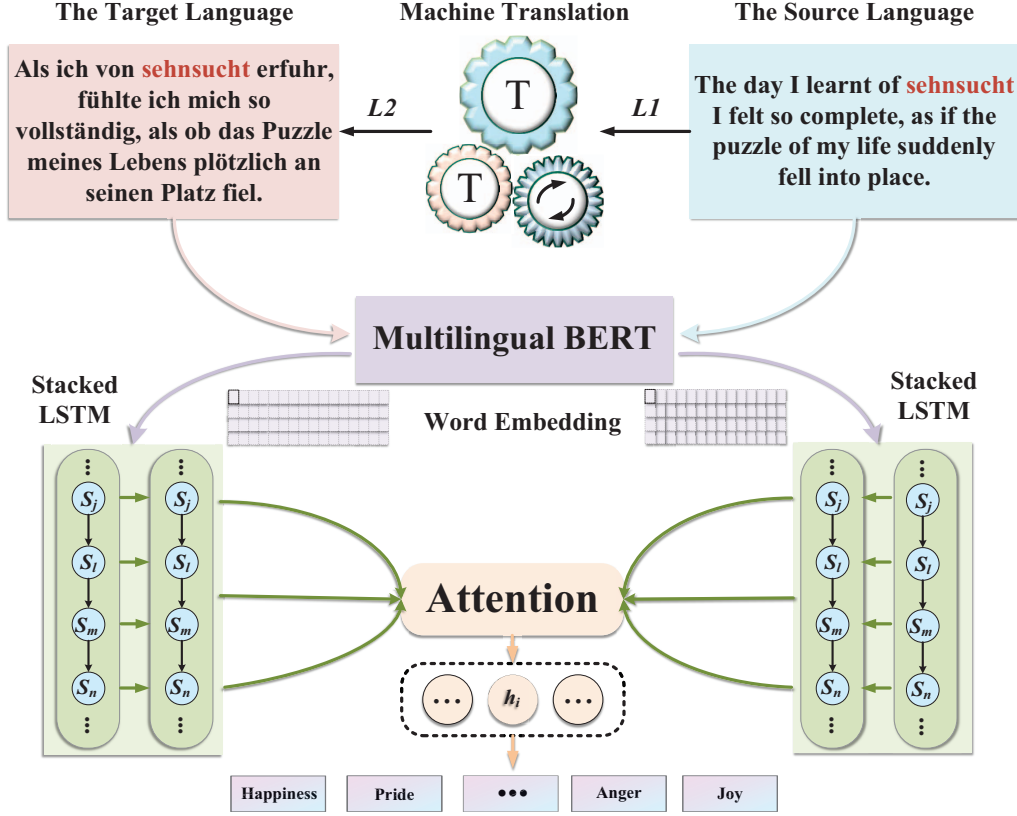 The Target Language
Machine Translation
The Source Language
Als ich von sehnsucht erfuhr,
fühlte ich mich so
vollständig, als ob das Puzzle
meines Lebens plötzlich an
seinen Platz fiel.
L2
T
T
L1
The day I learnt of sehnsucht
I felt so complete, as if the
puzzle of my life suddenly
fell into place.
Multilingual BERT
Stacked
LSTM
Word Embedding
Stacked
LSTM
•••
Sj
Sl
Sm
Sn
•••
•••
Sj
Sl
Sm
Sn
•••
Attention
••• hi •••
•••
Sj
Sl
Sm
Sn
•••
•••
Sj
Sl
Sm
Sn
•••
Happiness
Pride
•••
Anger
Joy